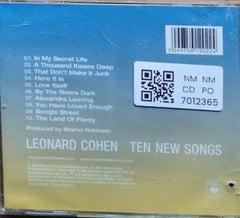 5099750120224
01. In My Secret Life
02. A Thousand Kisses Deep
03. That Don't Make It Junk
04. Here It Is
05. Love Itself
06. By The Rivers Dark
07. Alexandra Leaving
08. You Have Loved Enough
09. Boogie Street
10. The Land Of Plenty
Produced by Sharon Robinson
NM NM
CD PO
7012365
LEONARD COHEN TEN NEW SONGS